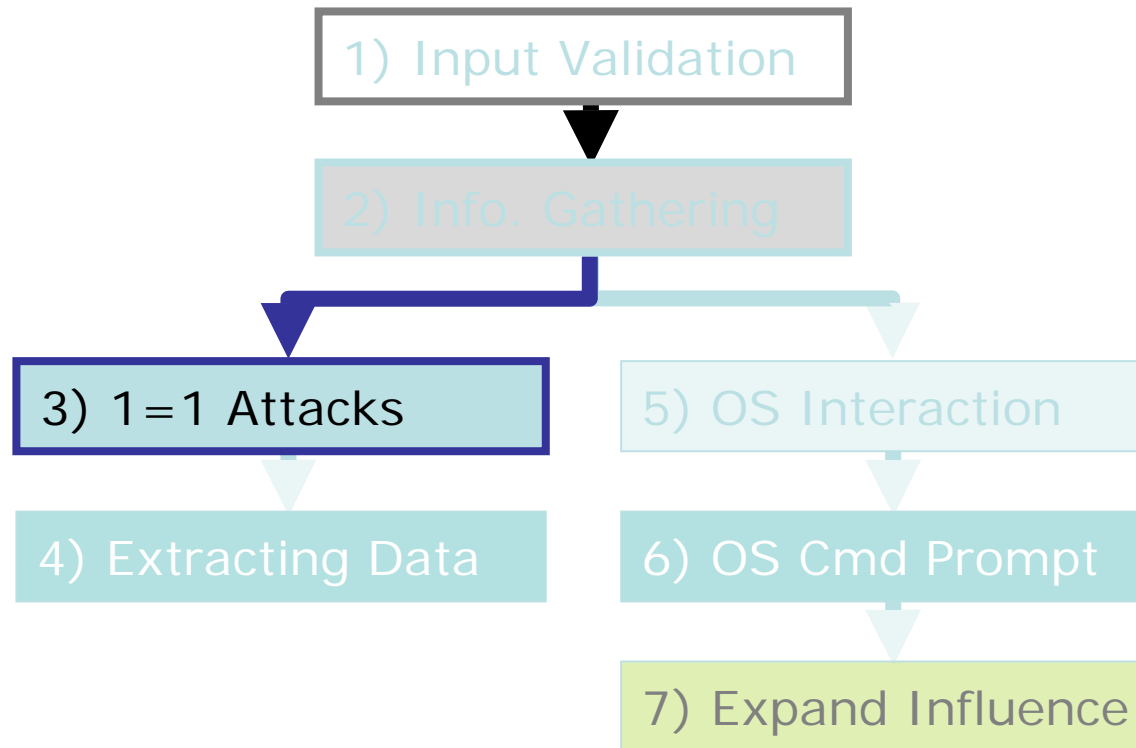 1) Input Validation
2) Info. Gathering
3) 1=1 Attacks
5) OS Interaction
4) Extracting Data
6) OS Cmd Prompt
7) Expand Influence